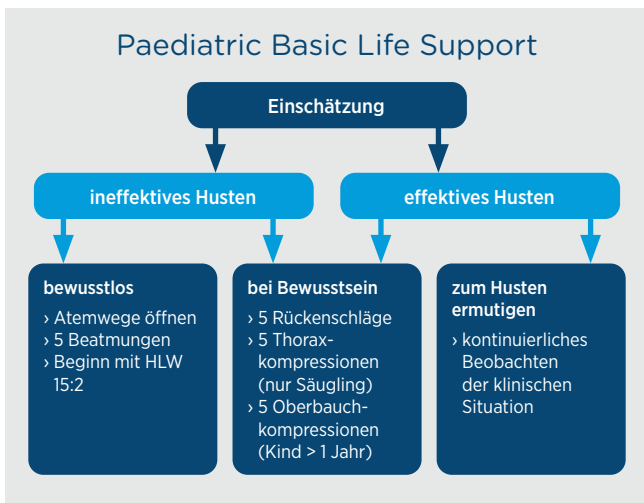 Paediatric Basic Life Support
Einschätzung
ineffektives Husten
effektives Husten
bewusstlos
› Atemwege öffnen
› 5 Beatmungen
› Beginn mit HLW
15:2
bei Bewusstsein
› 5 Rückenschläge
› 5 Thorax-
kompressionen
(nur Säugling)
› 5 Oberbauch-
kompressionen
(Kind > 1 Jahr)
zum Husten
ermutigen
› kontinuierliches
Beobachten
der klinischen
Situation